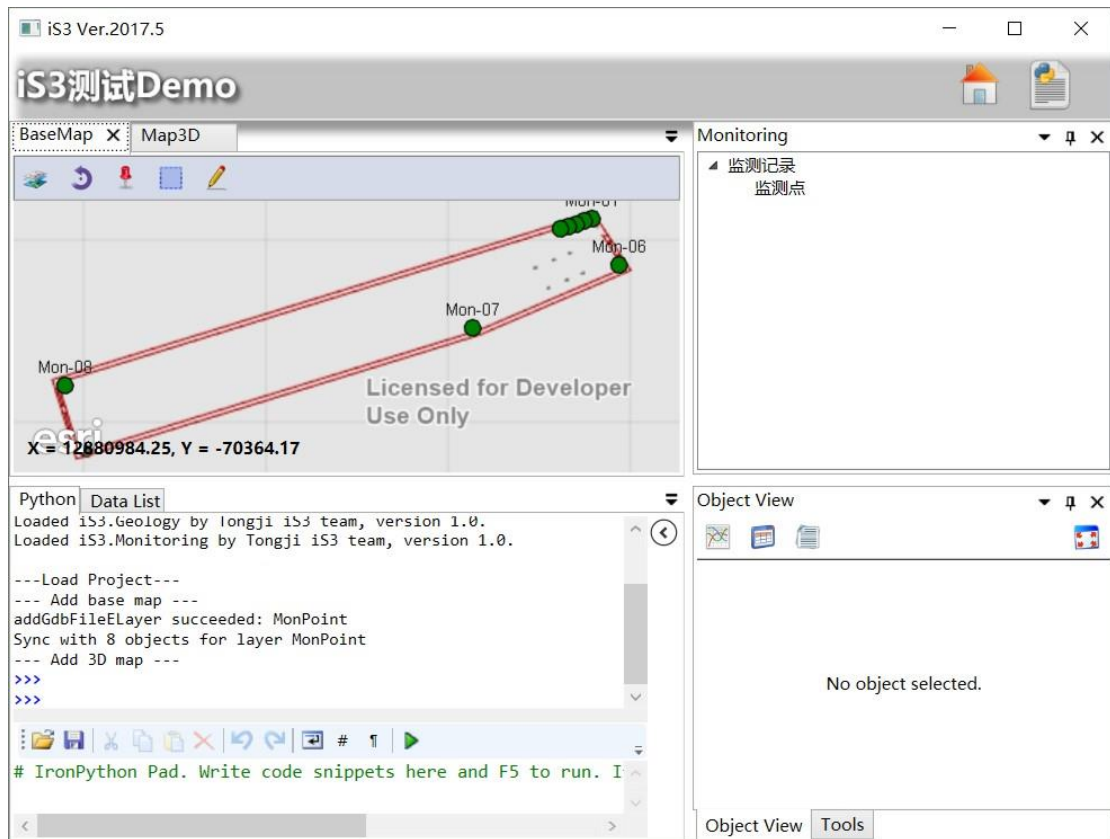 iS3 Ver.2017.5
iS3测试Demo
BaseMap
Map3D
Mon-01
Mon-06
Mon-07
Mon-08
Licensed for Developer
Use Only
esri
X = 12880984.25, Y = -70364.17
Monitoring
监测记录
监测点
Python
Data List
Loaded iS3.Geology by Tongji iS3 team, version 1.0.
Loaded iS3.Monitoring by Tongji iS3 team, version 1.0.
---Load Project---
--- Add base map ---
addGdbFileELayer succeeded: MonPoint
Sync with 8 objects for layer MonPoint
--- Add 3D map ---
>>>
>>>
# ¶
# IronPython Pad. Write code snippets here and F5 to run.
Object View
No object selected.
Object View
Tools